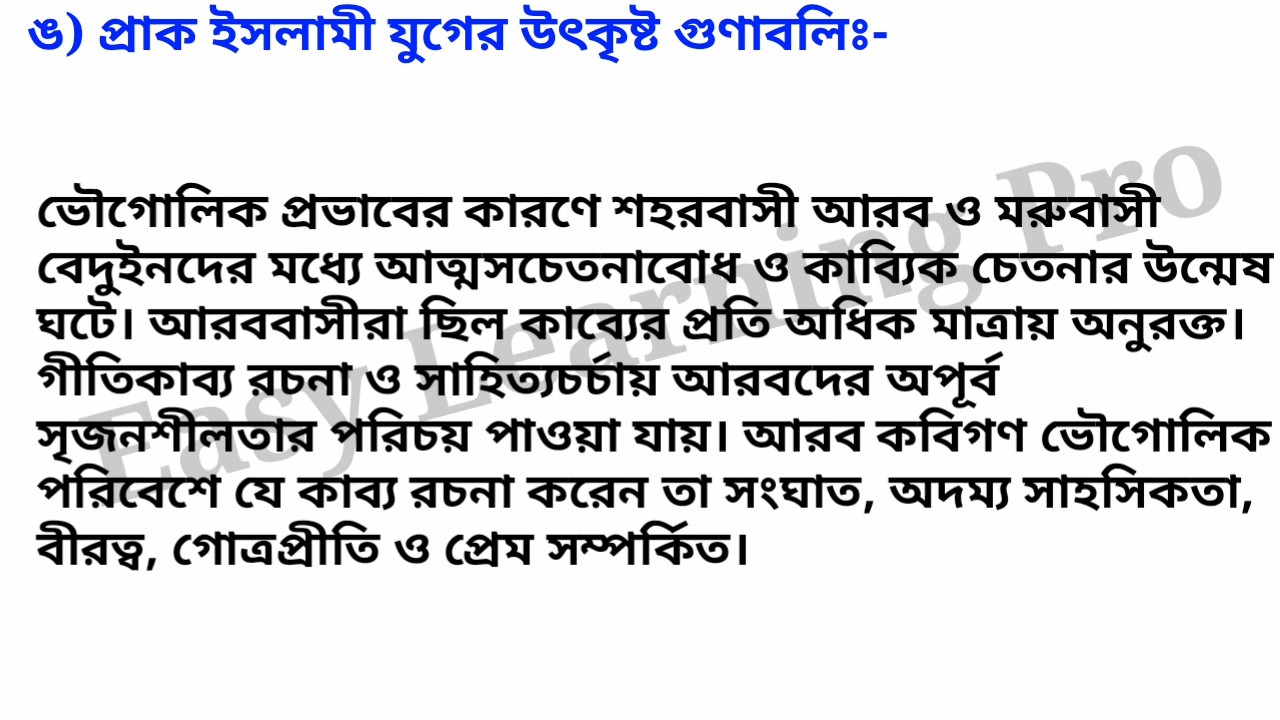 ঙ) প্রাক ইসলামী যুগের উৎকৃষ্ট গুণাবলিঃ-
ভৌগোলিক প্রভাবের কারণে শহরবাসী আরব ও মরুবাসী
বেদুইনদের মধ্যে আত্মসচেতনাবোধ ও কাব্যিক চেতনার উন্মেষ
ঘটে। আরববাসীরা ছিল কাব্যের প্রতি অধিক মাত্রায় অনুরক্ত।
গীতিকাব্য রচনা ও সাহিত্যচর্চায় আরবদের অপূর্ব
সৃজনশীলতার পরিচয় পাওয়া যায়। আরব কবিগণ ভৌগোলিক
পরিবেশে যে কাব্য রচনা করেন তা সংঘাত, অদম্য সাহসিকতা,
বীরত্ব, গোত্রপ্রীতি ও প্রেম সম্পর্কিত।
Easy Learning Pro